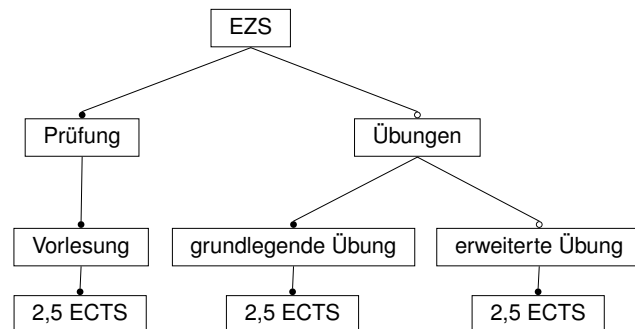 EZS
Prüfung
Übungen
Vorlesung
grundlegende Übung
erweiterte Übung
2,5 ECTS
2,5 ECTS
2,5 ECTS